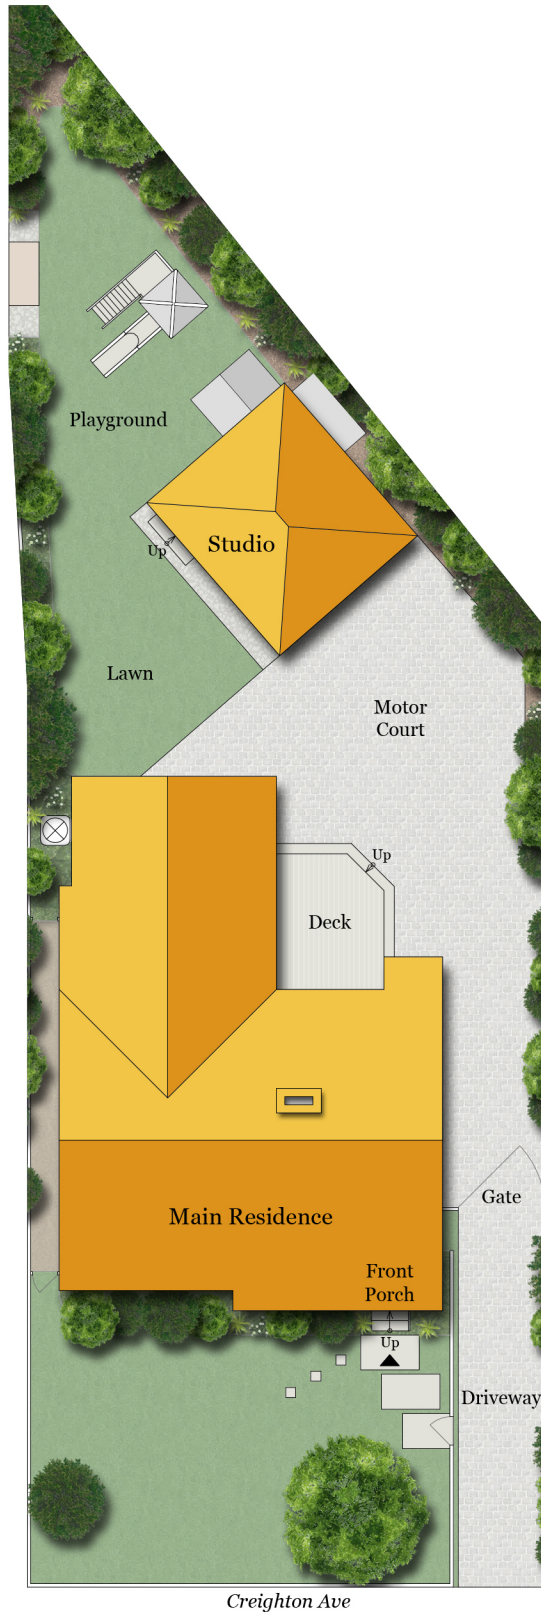 Playground
Up
Studio
Lawn
Motor
Court
Up
Deck
Gate
Main Residence
Front
Porch
Up
Driveway
Creighton Ave